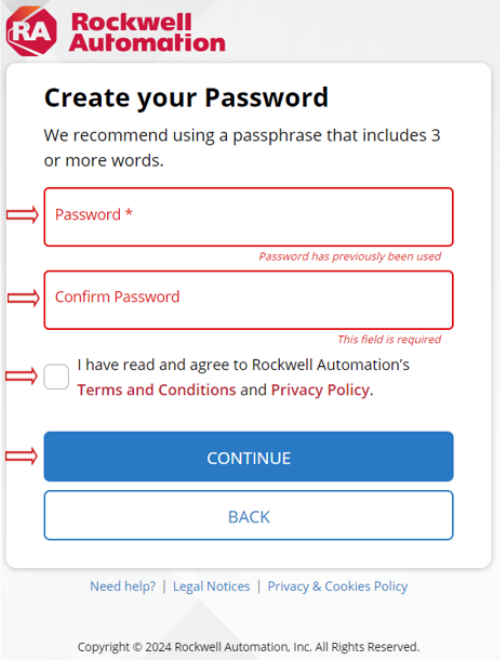 RA
Rockwell
Automation
Create your Password
We recommend using a passphrase that includes 3
or more words.
Password *
Password has previously been used
Confirm Password
This field is required
I have read and agree to Rockwell Automation's
Terms and Conditions and Privacy Policy.
CONTINUE
BACK
Need help? | Legal Notices | Privacy & Cookies Policy
Copyright © 2024 Rockwell Automation, Inc. All Rights Reserved.